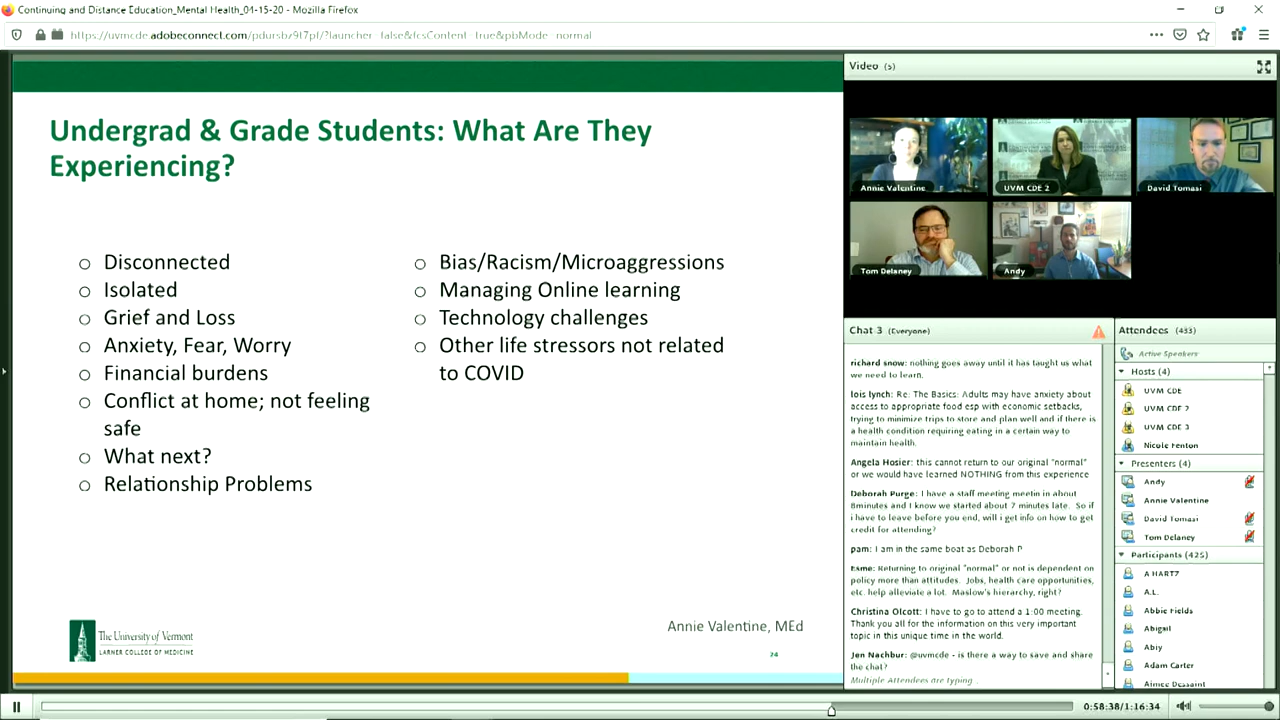 Continuing and Distance Education_Mental Health_04-15-20 - Mozilla Firefox
Undergrad & Grade Students: What Are They
Experiencing?
Disconnected
Isolated
Grief and Loss
Anxiety, Fear, Worry
Financial burdens
Conflict at home; not feeling
safe
What next?
Relationship Problems
Bias/Racism/Microaggressions
Managing Online learning
Technology challenges
Other life stressors not related
to COVID
The University of Vermont
LARNER COLLEGE OF MEDICINE
Annie Valentine, MEd
24
Video (5)
Annie Valentine
UVM CDE 2
David Tomasi
Tom Delaney
Andy
Chat 3 (Everyone)
richard snow: nothing goes away until it has taught us what
we need to learn.
lois lynch: Re: The Basics: Adults may have anxiety about
access to appropriate food esp with economic setbacks,
trying to minimize trips to store and plan well and if there is
a health condition requiring eating in a certain way to
maintain health.
Angela Hosier: this cannot return to our original "normal"
or we would have learned NOTHING from this experience
Deborah Purge: I have a staff meeting meetin in about
8minutes and I know we started about 7 minutes late. So if
i have to leave before you end, will i get info on how to get
credit for attending?
pam: I am in the same boat as Deborah P
Esme: Returning to original "normal" or not is dependent on
policy more than attitudes. Jobs, health care opportunities,
etc. help alleviate a lot. Maslow's hierarchy, right?
Christina Olcott: I have to go to attend a 1:00 meeting.
Thank you all for the information on this very important
topic in this unique time in the world.
Jen Nachbur: @uvmcde - is there a way to save and share
the chat?
Multiple Attendees are typing...
Attendees (433)
Active Speakers
Hosts (4)
UVM CDE
UVM CDE 2
UVM CDE 3
Nicole Fenton
Presenters (4)
Andy
Annie Valentine
David Tomasi
Tom Delaney
Participants (425)
A HARTZ
A.L.
Abbie Fields
Abigail
Abiy
Adam Carter
Aimee Dessaint
0:58:38/1:16:34